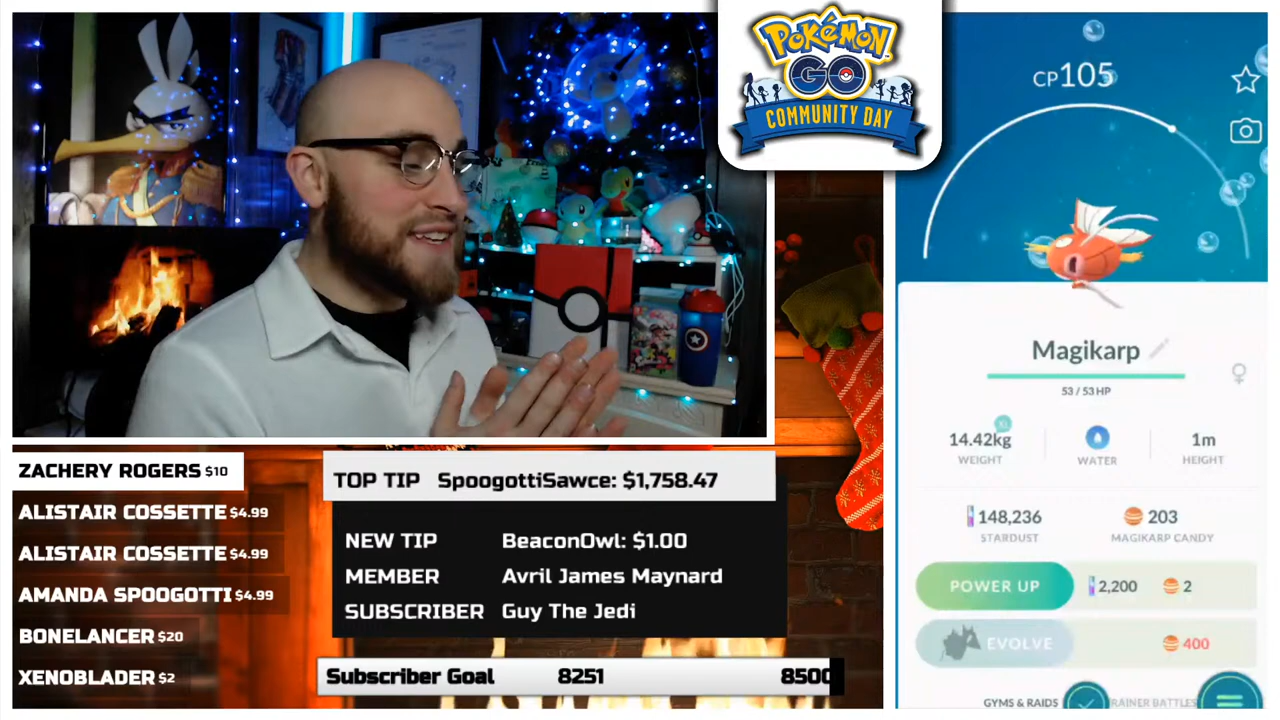 POKÉMON
GO
COMMUNITY DAY
ZACHERY ROGERS $10
ALISTAIR COSSETTE $4.99
ALISTAIR COSSETTE $4.99
AMANDA SPOOGOTTI $4.99
BONELANCER $20
XENOBLADER $2
TOP TIP SpoogottiSawce: $1,758.47
NEW TIP BeaconOwl: $1.00
MEMBER Avril James Maynard
SUBSCRIBER Guy The Jedi
Subscriber Goal 8251 8500
CP105
Magikarp
53 / 53 HP
XL
14.42kg
WEIGHT
WATER
1m
HEIGHT
148,236
STARDUST
203
MAGIKARP CANDY
POWER UP 2,200 2
EVOLVE 400
GYMS & RAIDS
RAINER BATTLES